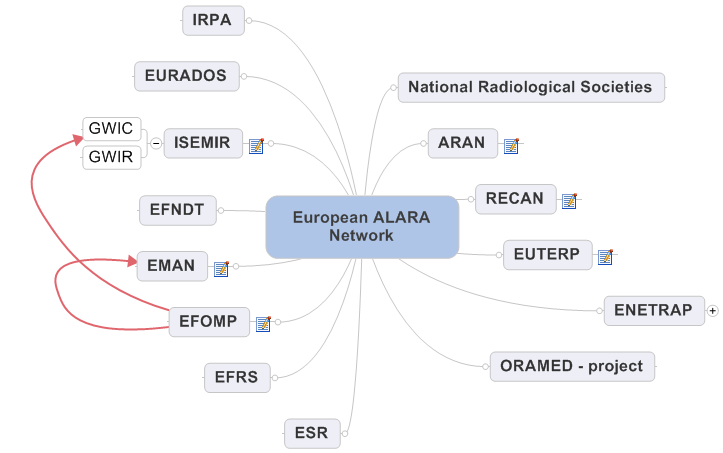 IRPA
EURADOS
National Radiological Societies
GWIC
ISEMIR
ARAN
GWIR
RECAN
EFNDT
European ALARA
Network
EUTERP
EMAN
ENETRAP
EFOMP
ORAMED - project
EFRS
ESR